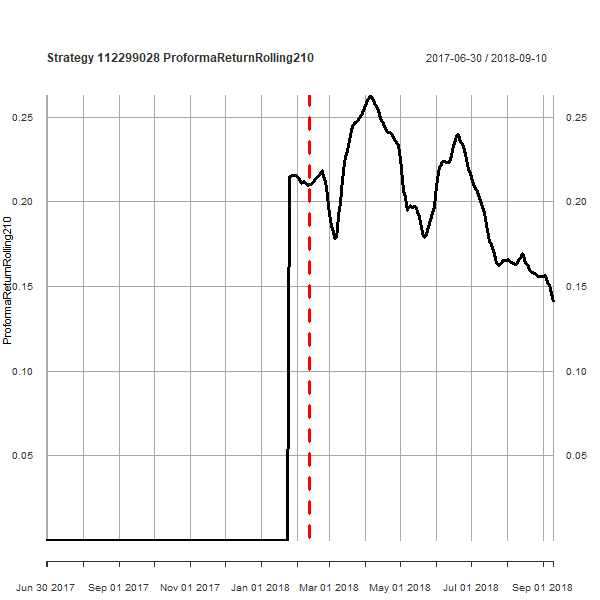 Strategy 112299028 ProformaReturnRolling210
2017-06-30 / 2018-09-10
0.25 0.25
0.20 0.20
0.15 0.15
0.10 0.10
0.05 0.05
ProformaReturnRolling210
Jun 30 2017 Sep 01 2017 Nov 01 2017 Jan 01 2018 Mar 01 2018 May 01 2018 Jul 01 2018 Sep 01 2018